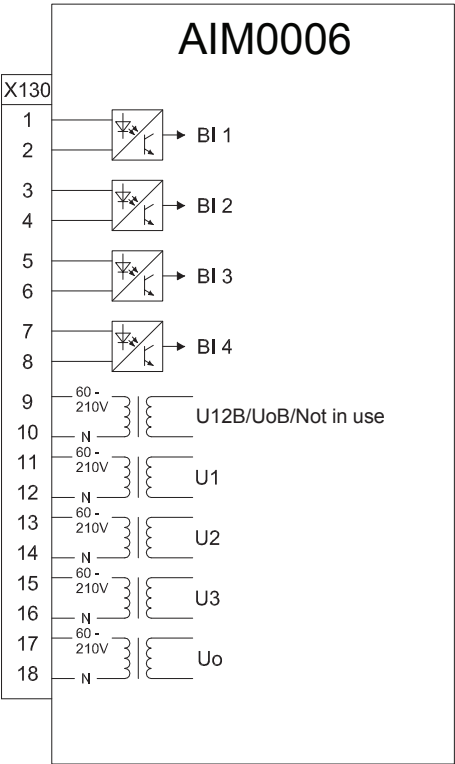 AIM0006
X130
1
BI 1
2
3
BI 2
4
5
BI 3
6
7
BI 4
8
9 60 - 210V
U12B/UoB/Not in use
10 N
11 60 - 210V
U1
12 N
13 60 - 210V
U2
14 N
15 60 - 210V
U3
16 N
17 60 - 210V
Uo
18 N